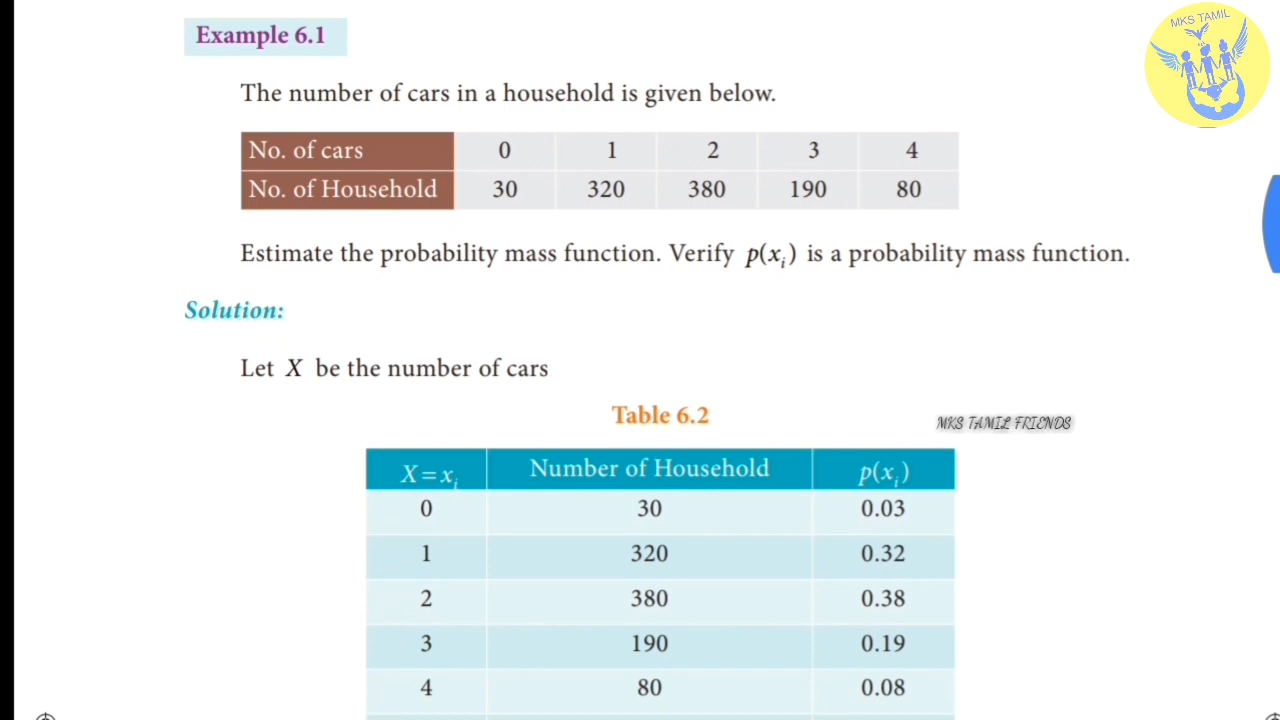 MKS TAMIL
Example 6.1
The number of cars in a household is given below.
No. of cars 0 1 2 3 4
No. of Household 30 320 380 190 80
Estimate the probability mass function. Verify p(xᵢ) is a probability mass function.
Solution:
Let X be the number of cars
Table 6.2
MKS TAMIL FRIENDS
X = xᵢ Number of Household p(xᵢ)
0 30 0.03
1 320 0.32
2 380 0.38
3 190 0.19
4 80 0.08